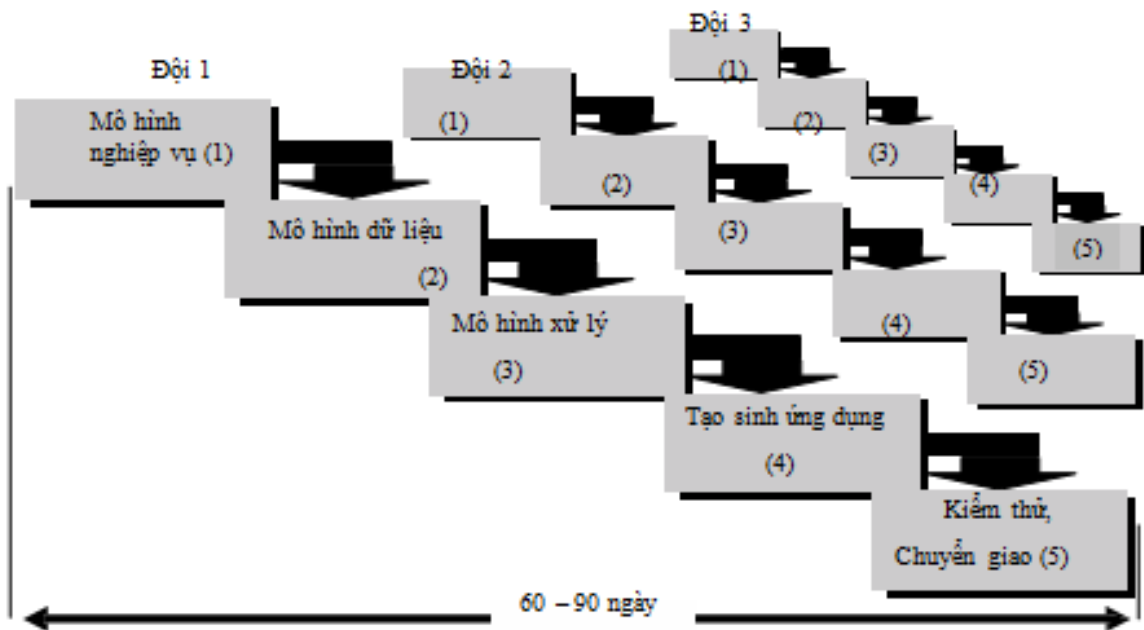 Đội 1
Mô hình
nghiệp vụ (1)
Mô hình dữ liệu
(2)
Mô hình xử lý
(3)
Tạo sinh ứng dụng
(4)
Kiểm thử,
Chuyển giao (5)
Đội 2
(1)
(2)
(3)
(4)
(5)
Đội 3
(1)
(2)
(3)
(4)
(5)
60 – 90 ngày